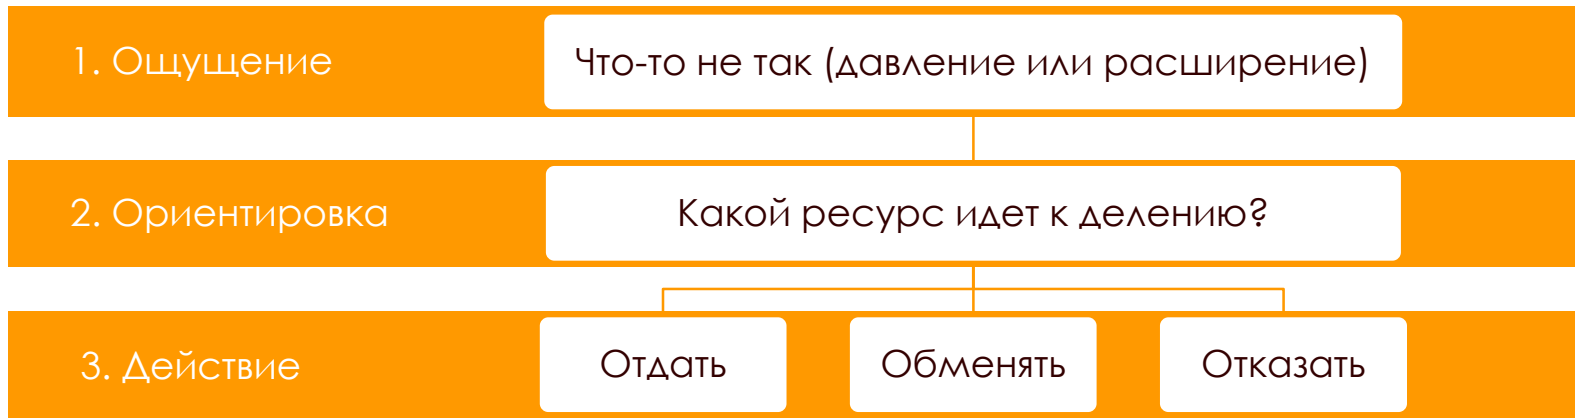 1. Ощущение
Что-то не так (давление или расширение)
2. Ориентировка
Какой ресурс идет к делению?
3. Действие
Отдать
Обменять
Отказать